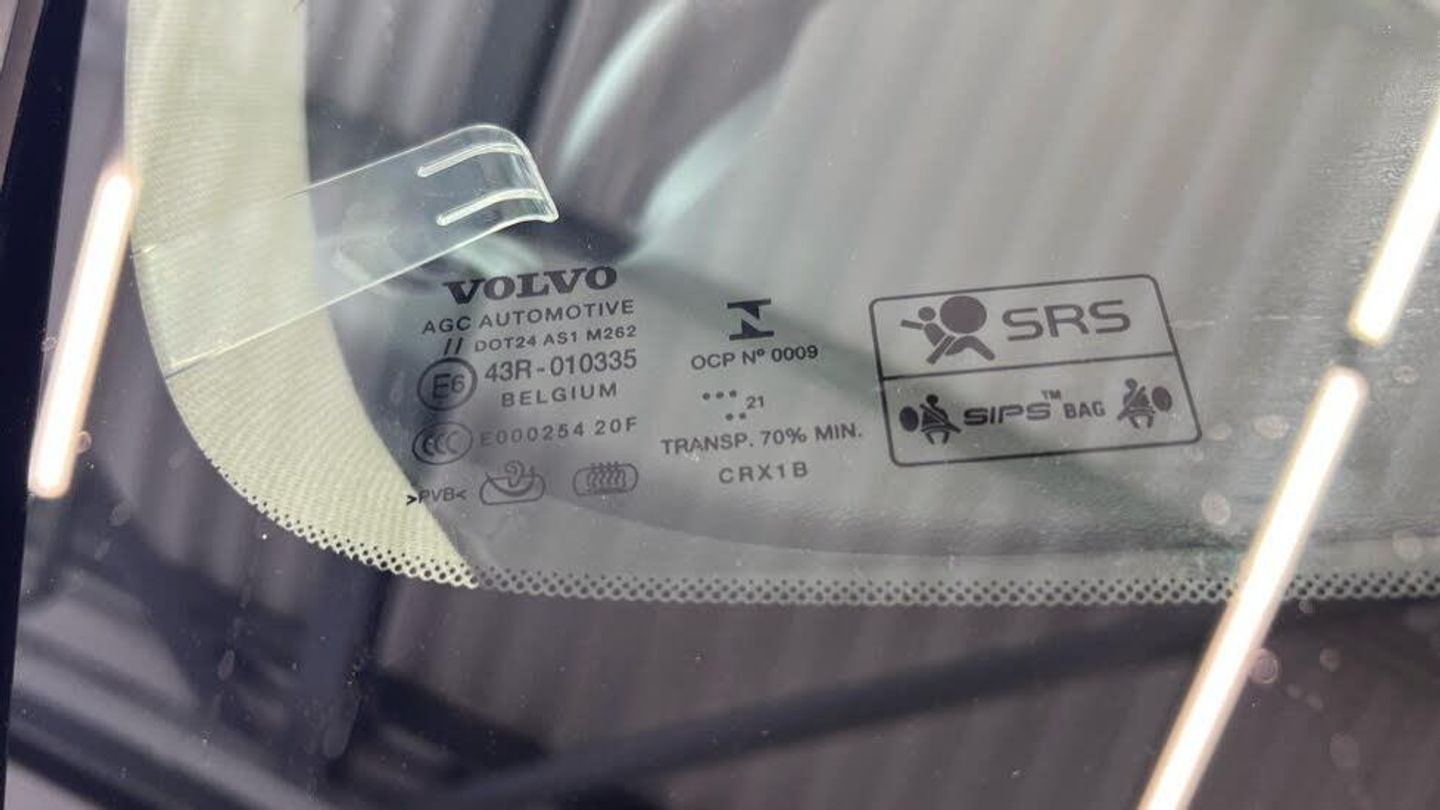 VOLVO
AGC AUTOMOTIVE
// DOT24 AS1 M262
E6 43R-010335
BELGIUM
CCC E000254 20F
>PVB<
OCP Nº 0009
... 21
..
TRANSP. 70% MIN.
CRX1B
SRS
SIPS™ BAG